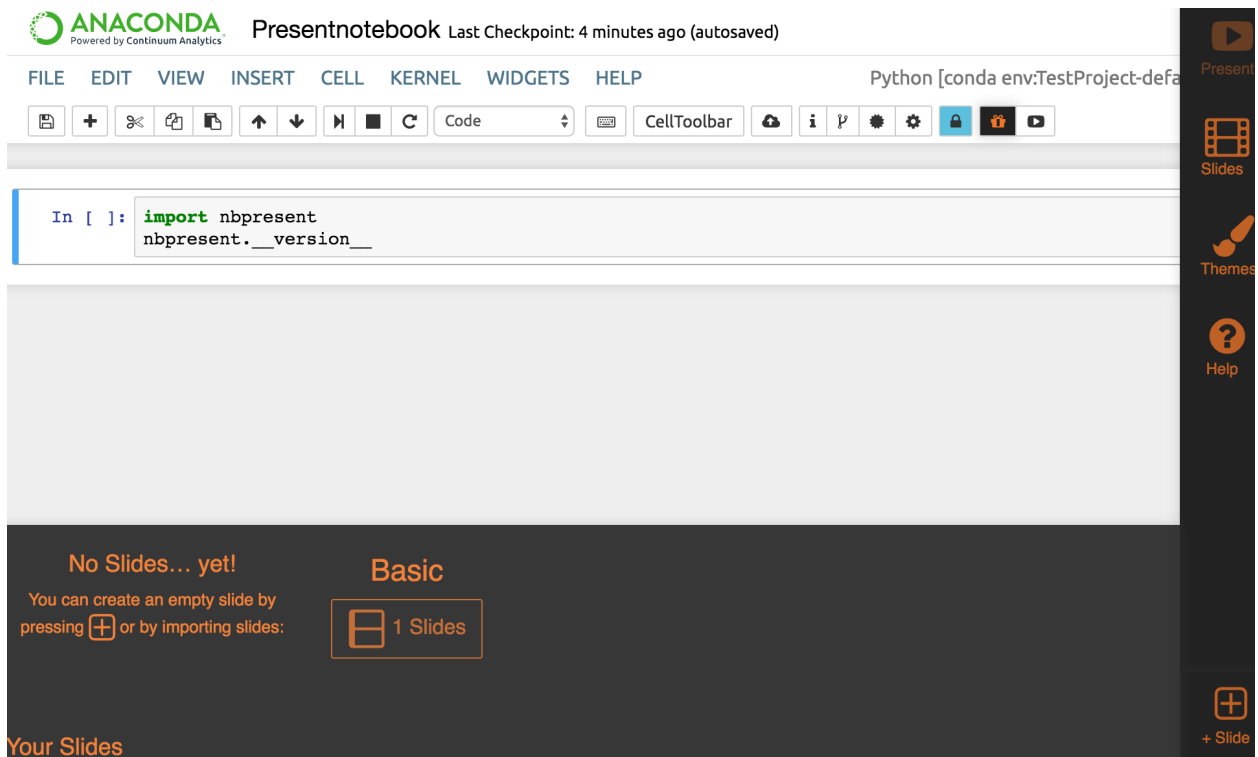 ANACONDA
Powered by Continuum Analytics
Presentnotebook Last Checkpoint: 4 minutes ago (autosaved)
FILE EDIT VIEW INSERT CELL KERNEL WIDGETS HELP Python [conda env:TestProject-defa
Code CellToolbar
In [ ]: import nbpresent
nbpresent.__version__
Present
Slides
Themes
Help
No Slides... yet!
You can create an empty slide by
pressing or by importing slides:
Basic
1 Slides
Your Slides
+ Slide